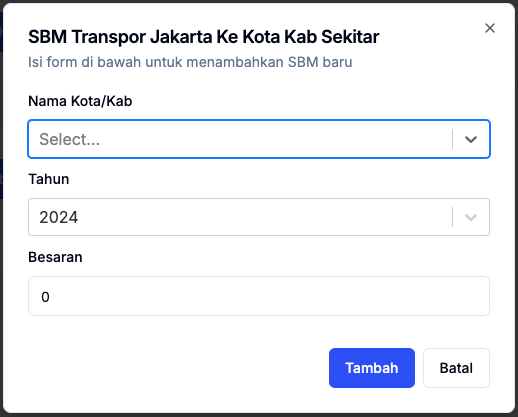 SBM Transpor Jakarta Ke Kota Kab Sekitar
Isi form di bawah untuk menambahkan SBM baru
Nama Kota/Kab
Select...
Tahun
2024
Besaran
0
Tambah
Batal